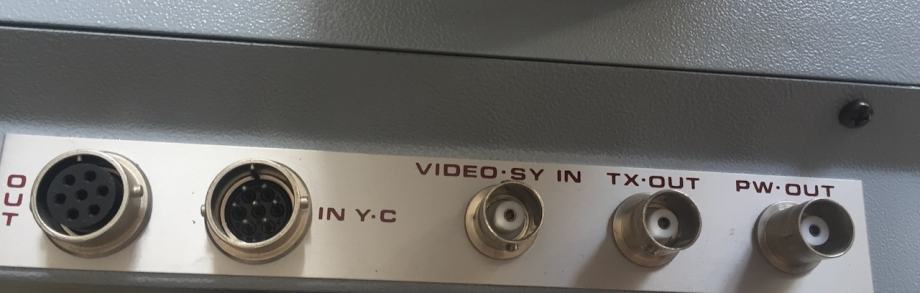 OUT
IN Y·C
VIDEO·SY IN
TX·OUT
PW·OUT